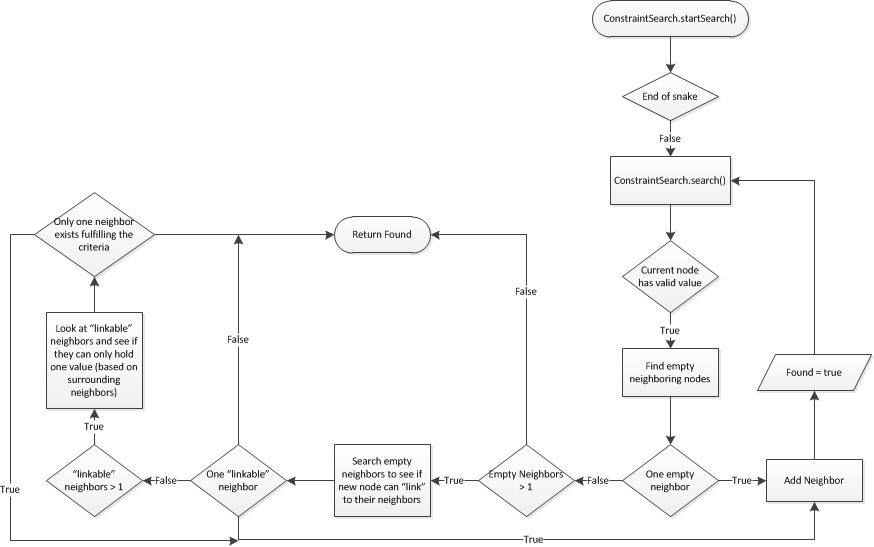 ConstraintSearch.startSearch()
End of snake
False
ConstraintSearch.search()
Only one neighbor
exists fulfilling the
criteria
Return Found
Current node
has valid value
False
True
Look at “linkable”
neighbors and see if
they can only hold
one value (based on
surrounding
neighbors)
False
Find empty
neighboring nodes
Found = true
True
“linkable”
neighbors > 1
False
One “linkable”
neighbor
Search empty
neighbors to see if
new node can “link”
to their neighbors
True
Empty Neighbors
> 1
False
One empty
neighbor
True
Add Neighbor
True
True